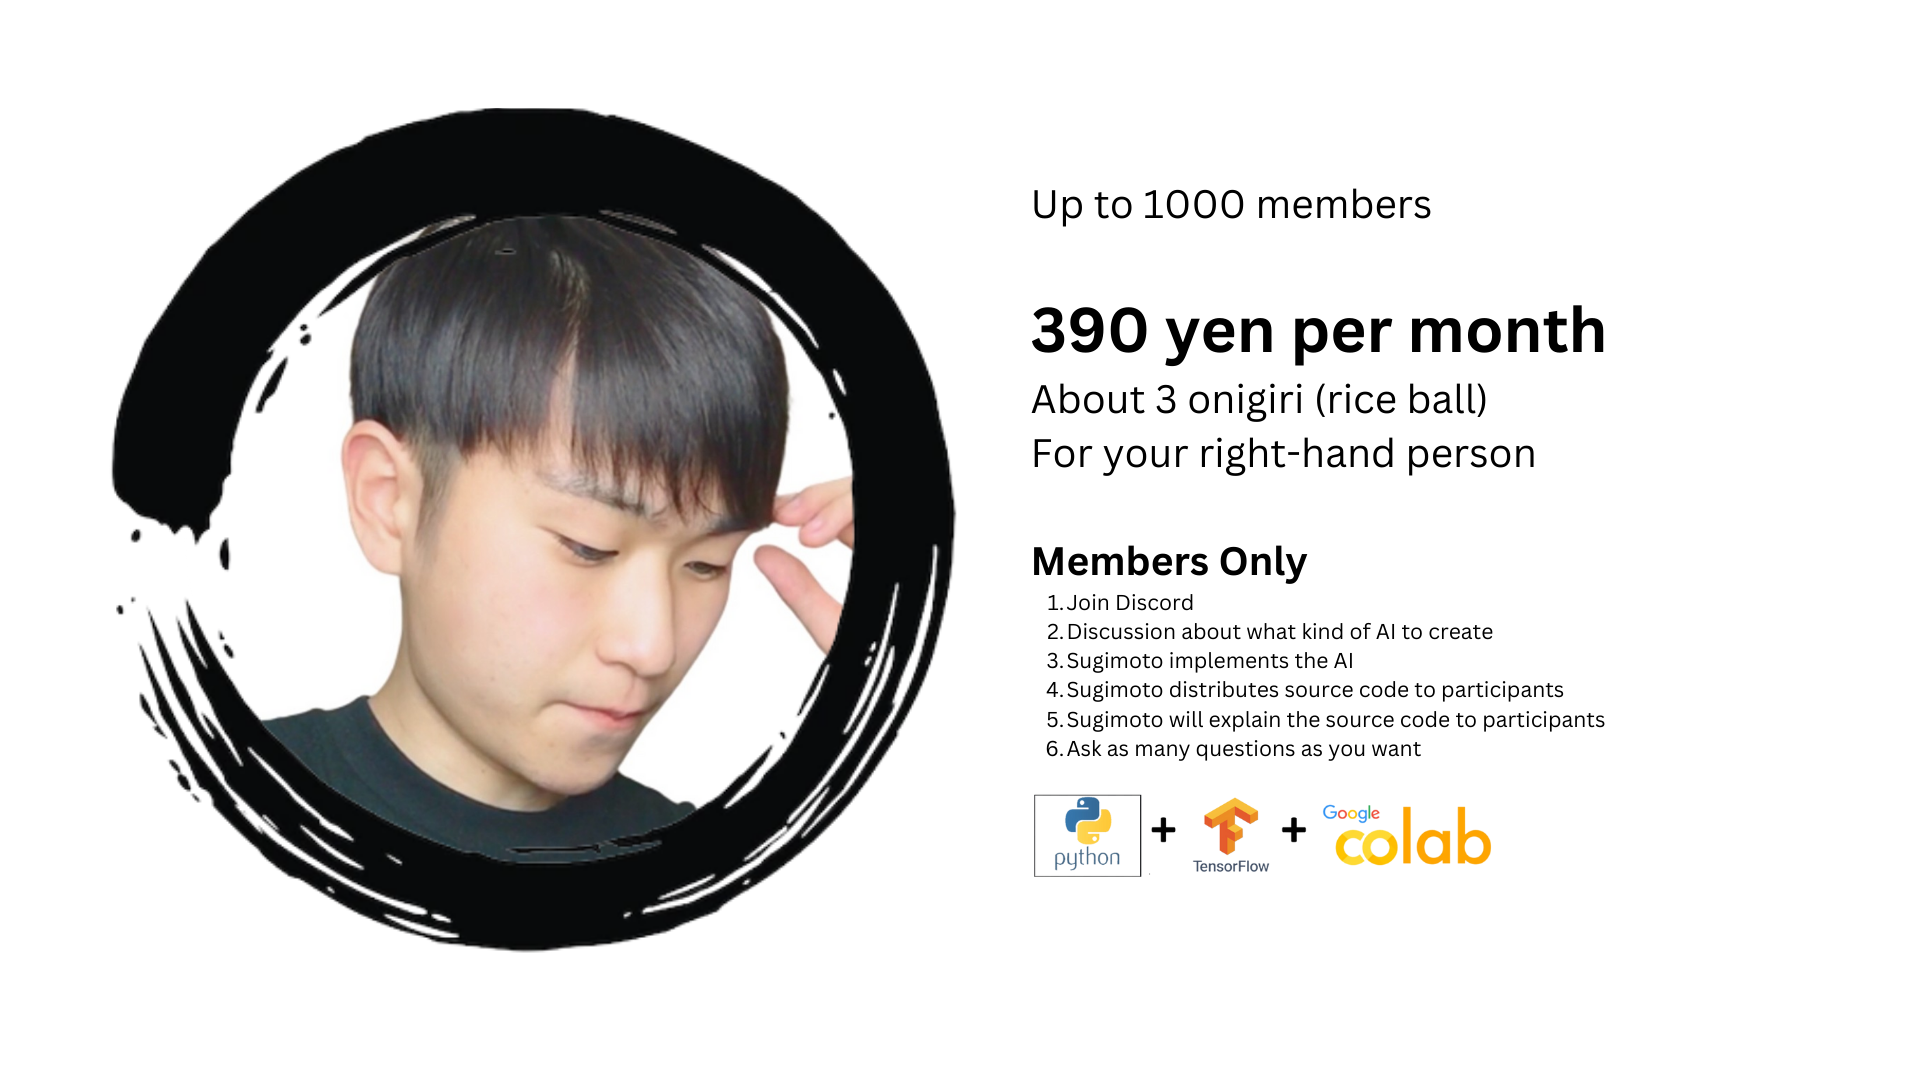 Up to 1000 members
390 yen per month
About 3 onigiri (rice ball)
For your right-hand person
Members Only
1. Join Discord
2. Discussion about what kind of AI to create
3. Sugimoto implements the AI
4. Sugimoto distributes source code to participants
5. Sugimoto will explain the source code to participants
6. Ask as many questions as you want
python + TensorFlow + Google colab